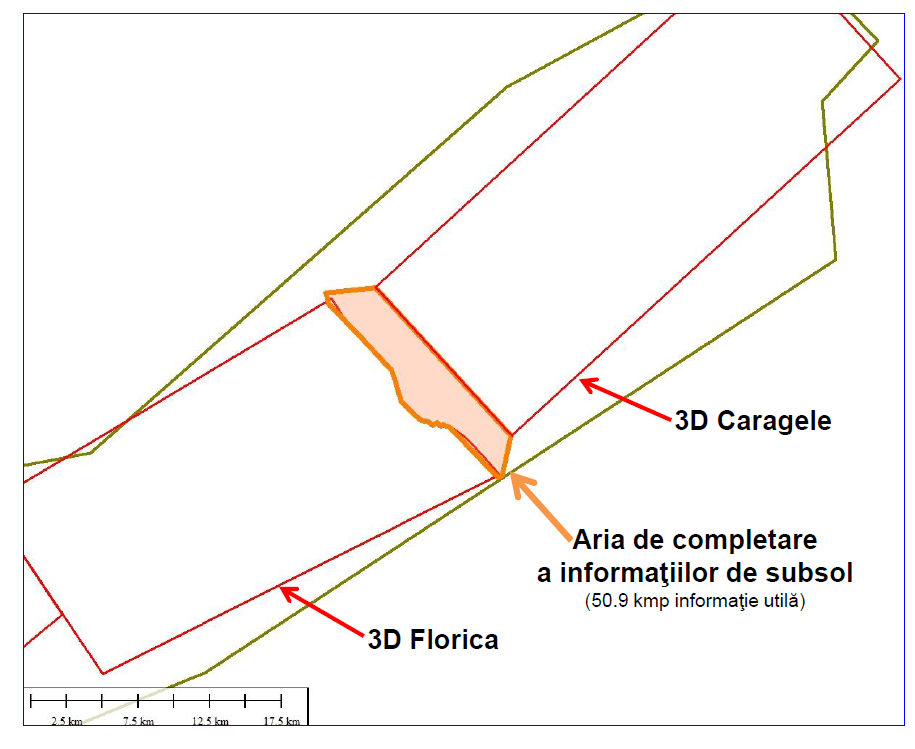 3D Caragele
Aria de completare
a informaţiilor de subsol
(50.9 kmp informaţie utilă)
3D Florica
2.5 km 7.5 km 12.5 km 17.5 km